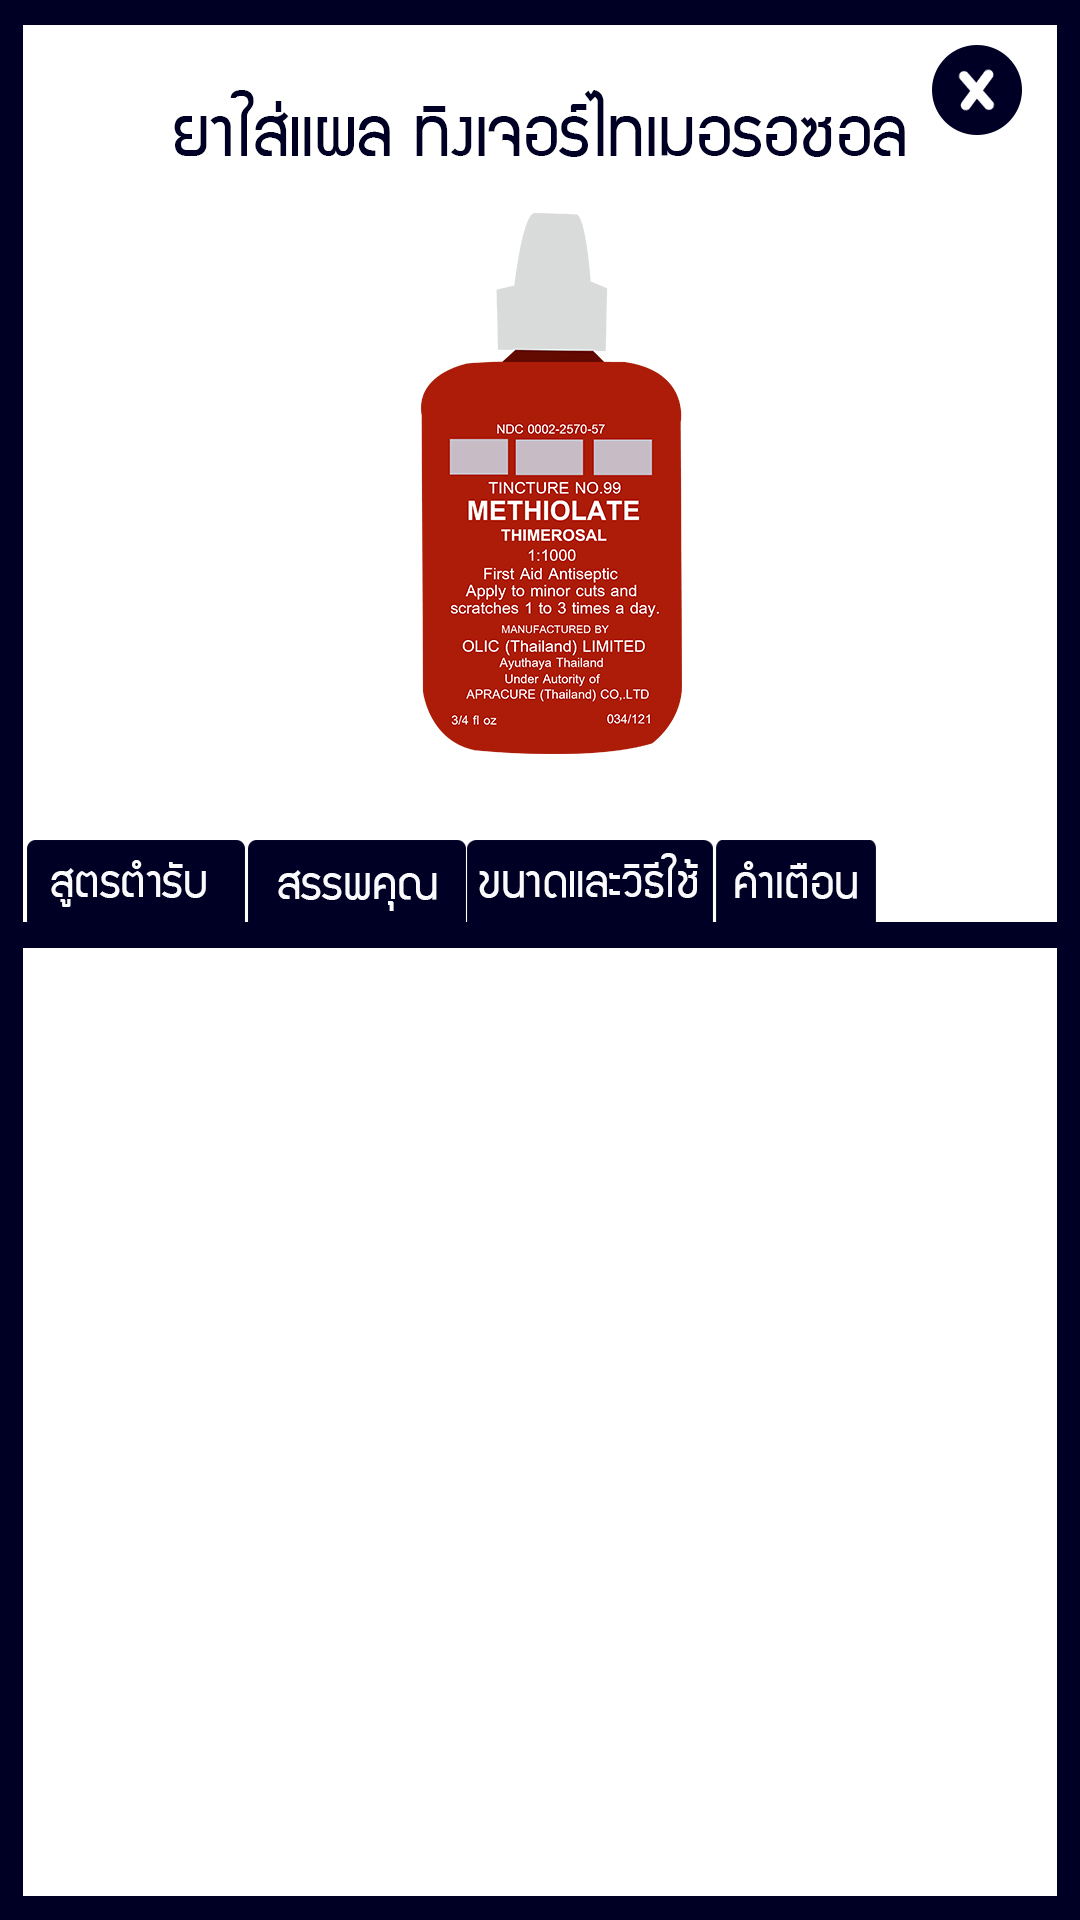 X
ยาใส่แผล ทิงเจอร์ไทเมอรอซอล
NDC 0002-2570-57
TINCTURE NO.99
METHIOLATE
THIMEROSAL
1:1000
First Aid Antiseptic
Apply to minor cuts and
scratches 1 to 3 times a day.
MANUFACTURED BY
OLIC (Thailand) LIMITED
Ayuthaya Thailand
Under Autority of
APRACURE (Thailand) CO,.LTD
3/4 fl oz 034/121
สูตรตำรับ สรรพคุณ ขนาดและวิธีใช้ คำเตือน